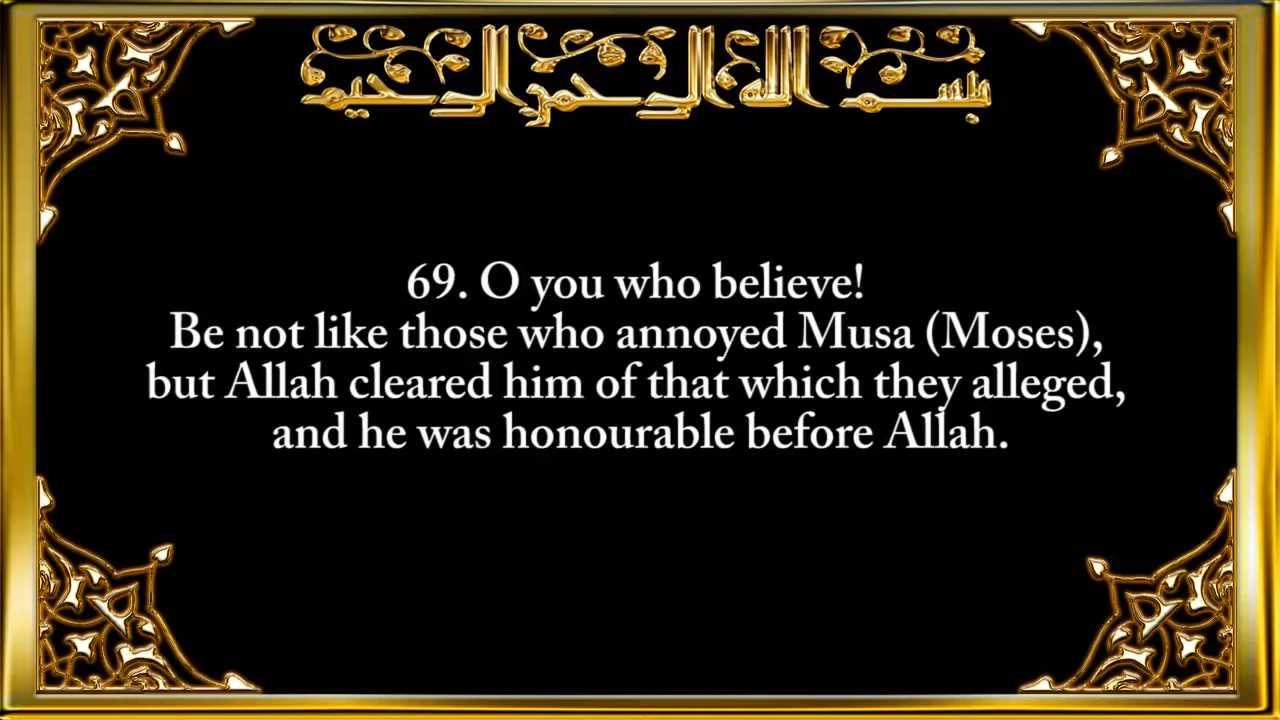 بسم الله الرحمن الرحيم
69. O you who believe!
Be not like those who annoyed Musa (Moses),
but Allah cleared him of that which they alleged,
and he was honourable before Allah.